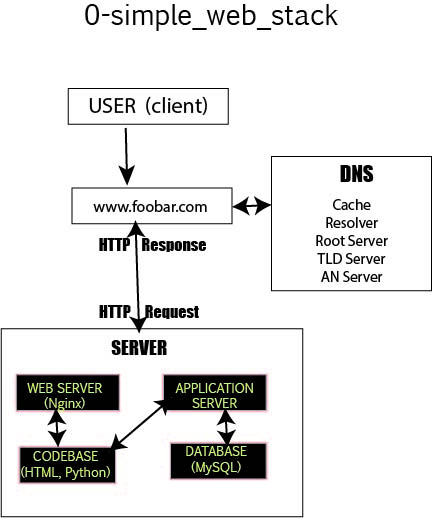 0-simple_web_stack
USER (client)
www.foobar.com
DNS
Cache
Resolver
Root Server
TLD Server
AN Server
HTTP Response
HTTP Request
SERVER
WEB SERVER
(Nginx)
APPLICATION
SERVER
CODEBASE
(HTML, Python)
DATABASE
(MySQL)